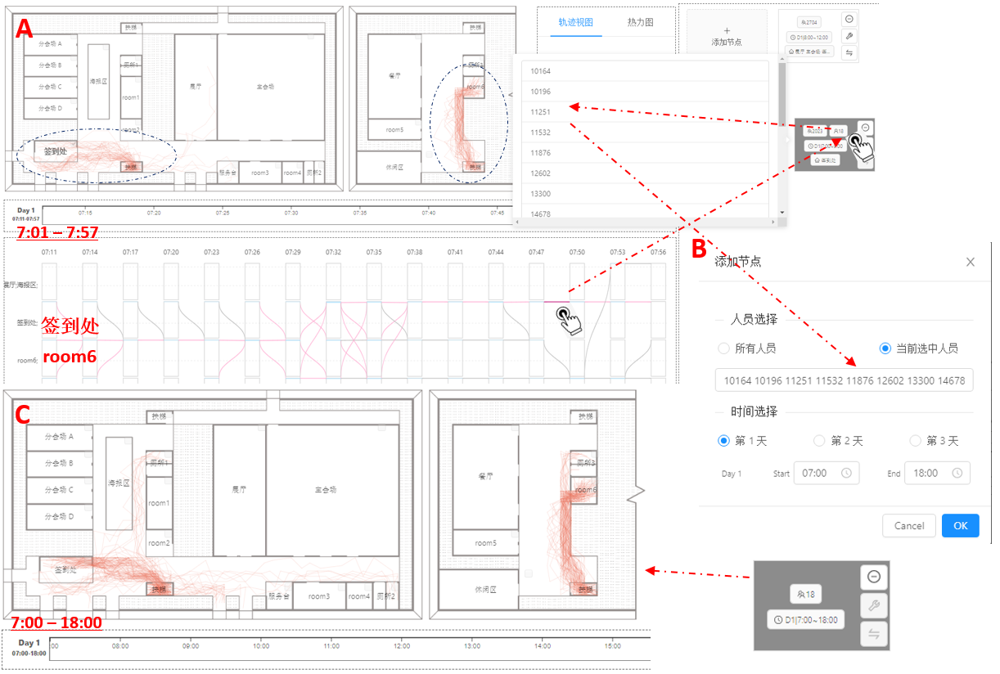 A
扶梯
扶梯
轨迹视图
热力图
+
添加节点
2704
D1|8:00~12:00
分会场 A
分会场 B
分会场 C
分会场 D
海报区
厕所1
room1
room2
展厅
主会场
餐厅
room6
room5
休闲区
扶梯
签到处
扶梯
服务台
room3
room4
厕所2
10164
10196
11251
11532
11876
12602
13300
14678
2023
18
签到处
Day 1
07:11-07:57
07:15
07:20
07:25
07:30
07:35
07:40
07:45
7:01 – 7:57
07:11
07:14
07:17
07:20
07:23
07:26
07:29
07:32
07:35
07:38
07:41
07:44
07:47
07:50
07:53
07:56
展厅,海报区;
签到处;
room6;
签到处
room6
B
添加节点
人员选择
所有人员
当前选中人员
10164 10196 11251 11532 11876 12602 13300 14678
时间选择
第 1 天
第 2 天
第 3 天
Day 1
Start
07:00
End
18:00
Cancel
OK
C
扶梯
扶梯
分会场 A
分会场 B
分会场 C
分会场 D
海报区
厕所1
room1
room2
展厅
主会场
餐厅
厕所3
room6
room5
休闲区
扶梯
签到处
扶梯
服务台
room3
room4
厕所2
7:00 – 18:00
Day 1
07:00-18:00
:00
08:00
09:00
10:00
11:00
12:00
13:00
14:00
15:00
18
D1|7:00~18:00